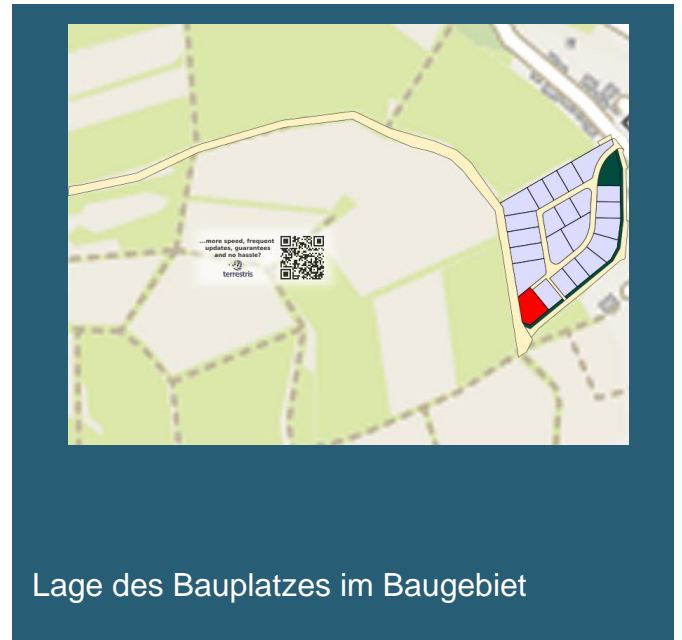 ...more speed, frequent
updates, guarantees
and no hassle?
terrestris
Lage des Bauplatzes im Baugebiet